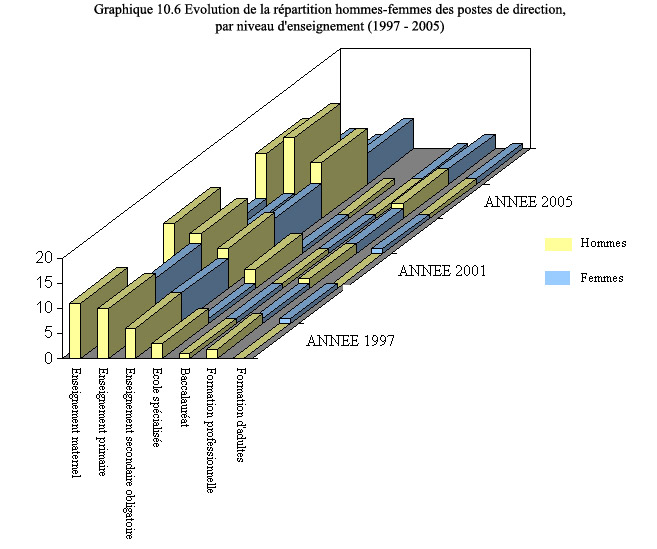 Graphique 10.6 Evolution de la répartition hommes-femmes des postes de direction,
par niveau d'enseignement (1997 - 2005)
20
15
10
5
0
ANNEE 2005
ANNEE 2001
ANNEE 1997
Hommes
Femmes
Enseignement maternel
Enseignement primaire
Enseignement secondaire obligatoire
Ecole spécialisée
Baccalauréat
Formation professionnelle
Formation d'adultes